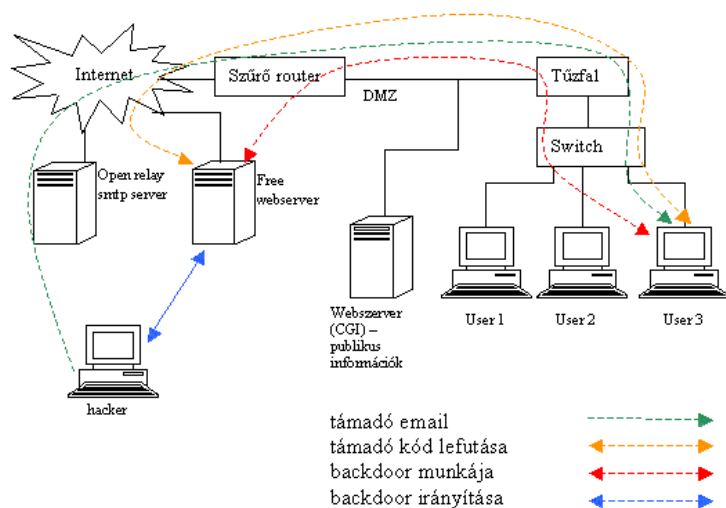 Internet
Szűrő router
Tűzfal
DMZ
Switch
Open relay
smtp server
Free
webserver
Webszerver
(CGI) –
publikus
információk
User 1
User 2
User 3
hacker
támadó email
támadó kód lefutása
backdoor munkája
backdoor irányítása